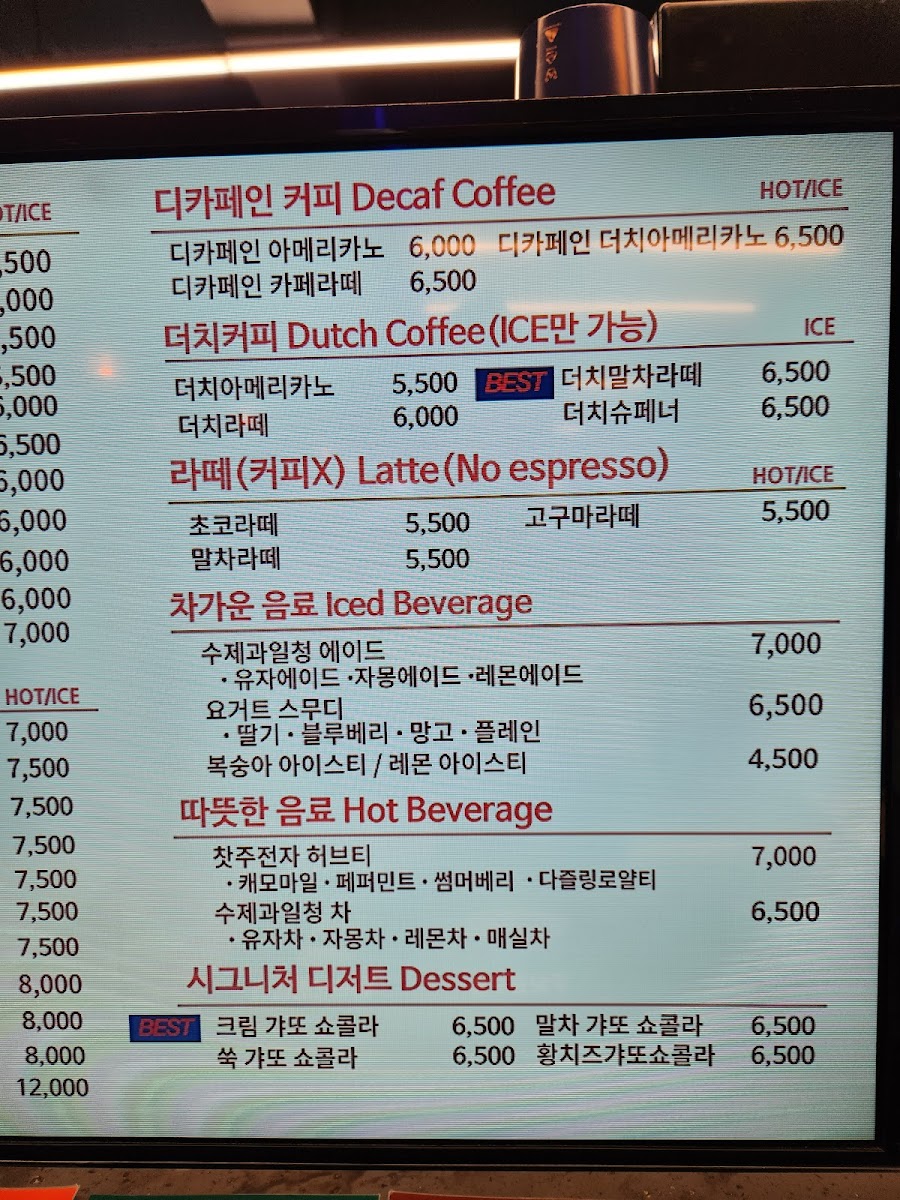 OT/ICE
,500
,000
,500
5,500
6,000
6,500
6,000
6,000
6,000
6,000
7,000
HOT/ICE
7,000
7,500
7,500
7,500
7,500
7,500
7,500
8,000
8,000
8,000
12,000
디카페인 커피 Decaf Coffee HOT/ICE
디카페인 아메리카노 6,000 디카페인 더치아메리카노 6,500
디카페인 카페라떼 6,500
더치커피 Dutch Coffee(ICE만 가능) ICE
더치아메리카노 5,500 BEST 더치말차라떼 6,500
더치라떼 6,000 더치슈페너 6,500
라떼(커피X) Latte(No espresso) HOT/ICE
초코라떼 5,500 고구마라떼 5,500
말차라떼 5,500
차가운 음료 Iced Beverage
수제과일청 에이드 7,000
·유자에이드 ·자몽에이드 ·레몬에이드
요거트 스무디 6,500
·딸기·블루베리·망고·플레인
복숭아 아이스티 / 레몬 아이스티 4,500
따뜻한 음료 Hot Beverage
찻주전자 허브티 7,000
·캐모마일·페퍼민트·썸머베리 ·다즐링로얄티
수제과일청 차 6,500
·유자차·자몽차·레몬차·매실차
시그니처 디저트 Dessert
BEST 크림 갸또 쇼콜라 6,500 말차 갸또 쇼콜라 6,500
쑥 갸또 쇼콜라 6,500 황치즈갸또쇼콜라 6,500